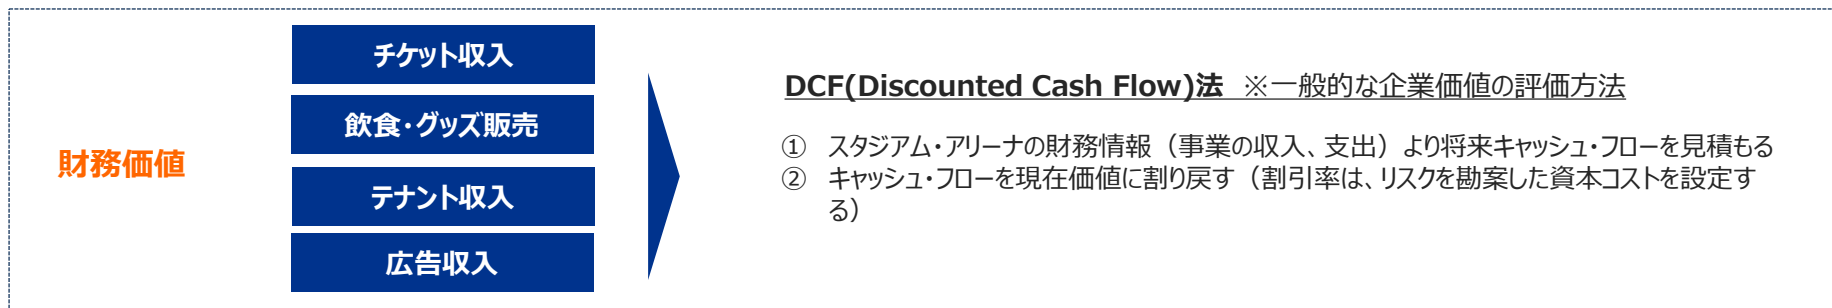 財務価値
チケット収入
飲食・グッズ販売
テナント収入
広告収入
DCF(Discounted Cash Flow)法 ※一般的な企業価値の評価方法
① スタジアム・アリーナの財務情報（事業の収入、支出）より将来キャッシュ・フローを見積もる
② キャッシュ・フローを現在価値に割り戻す（割引率は、リスクを勘案した資本コストを設定す
る）